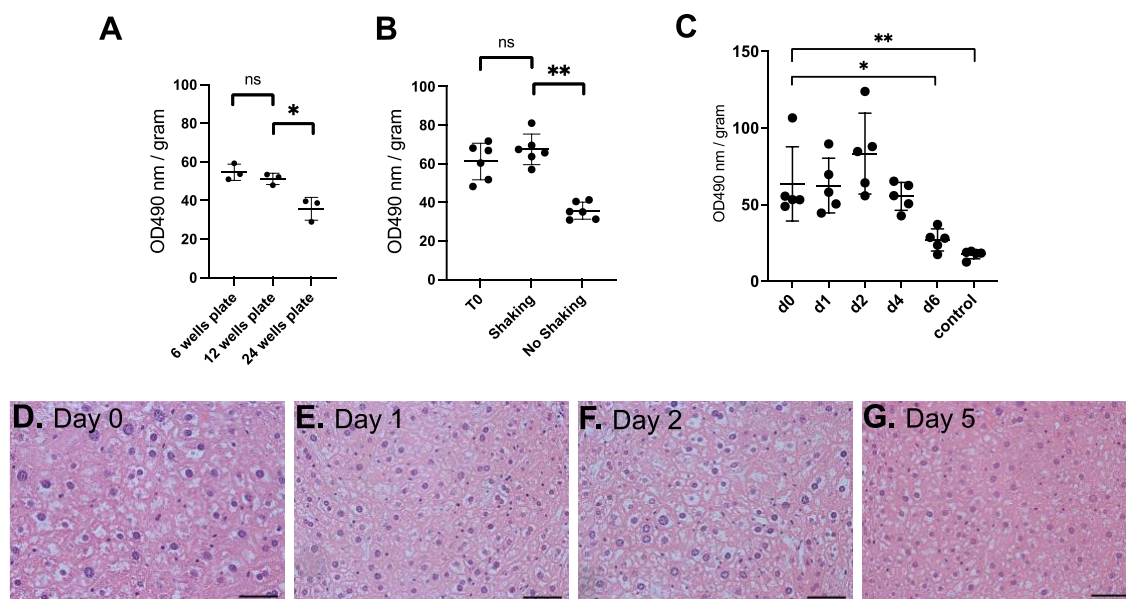 A
OD490 nm / gram
100
80
60
40
20
0
ns
*
6 wells plate
12 wells plate
24 wells plate
B
OD490 nm / gram
100
80
60
40
20
0
ns
**
T0
Shaking
No Shaking
C
OD490 nm / gram
150
100
50
0
**
*
d0
d1
d2
d4
d6
control
D. Day 0
E. Day 1
F. Day 2
G. Day 5